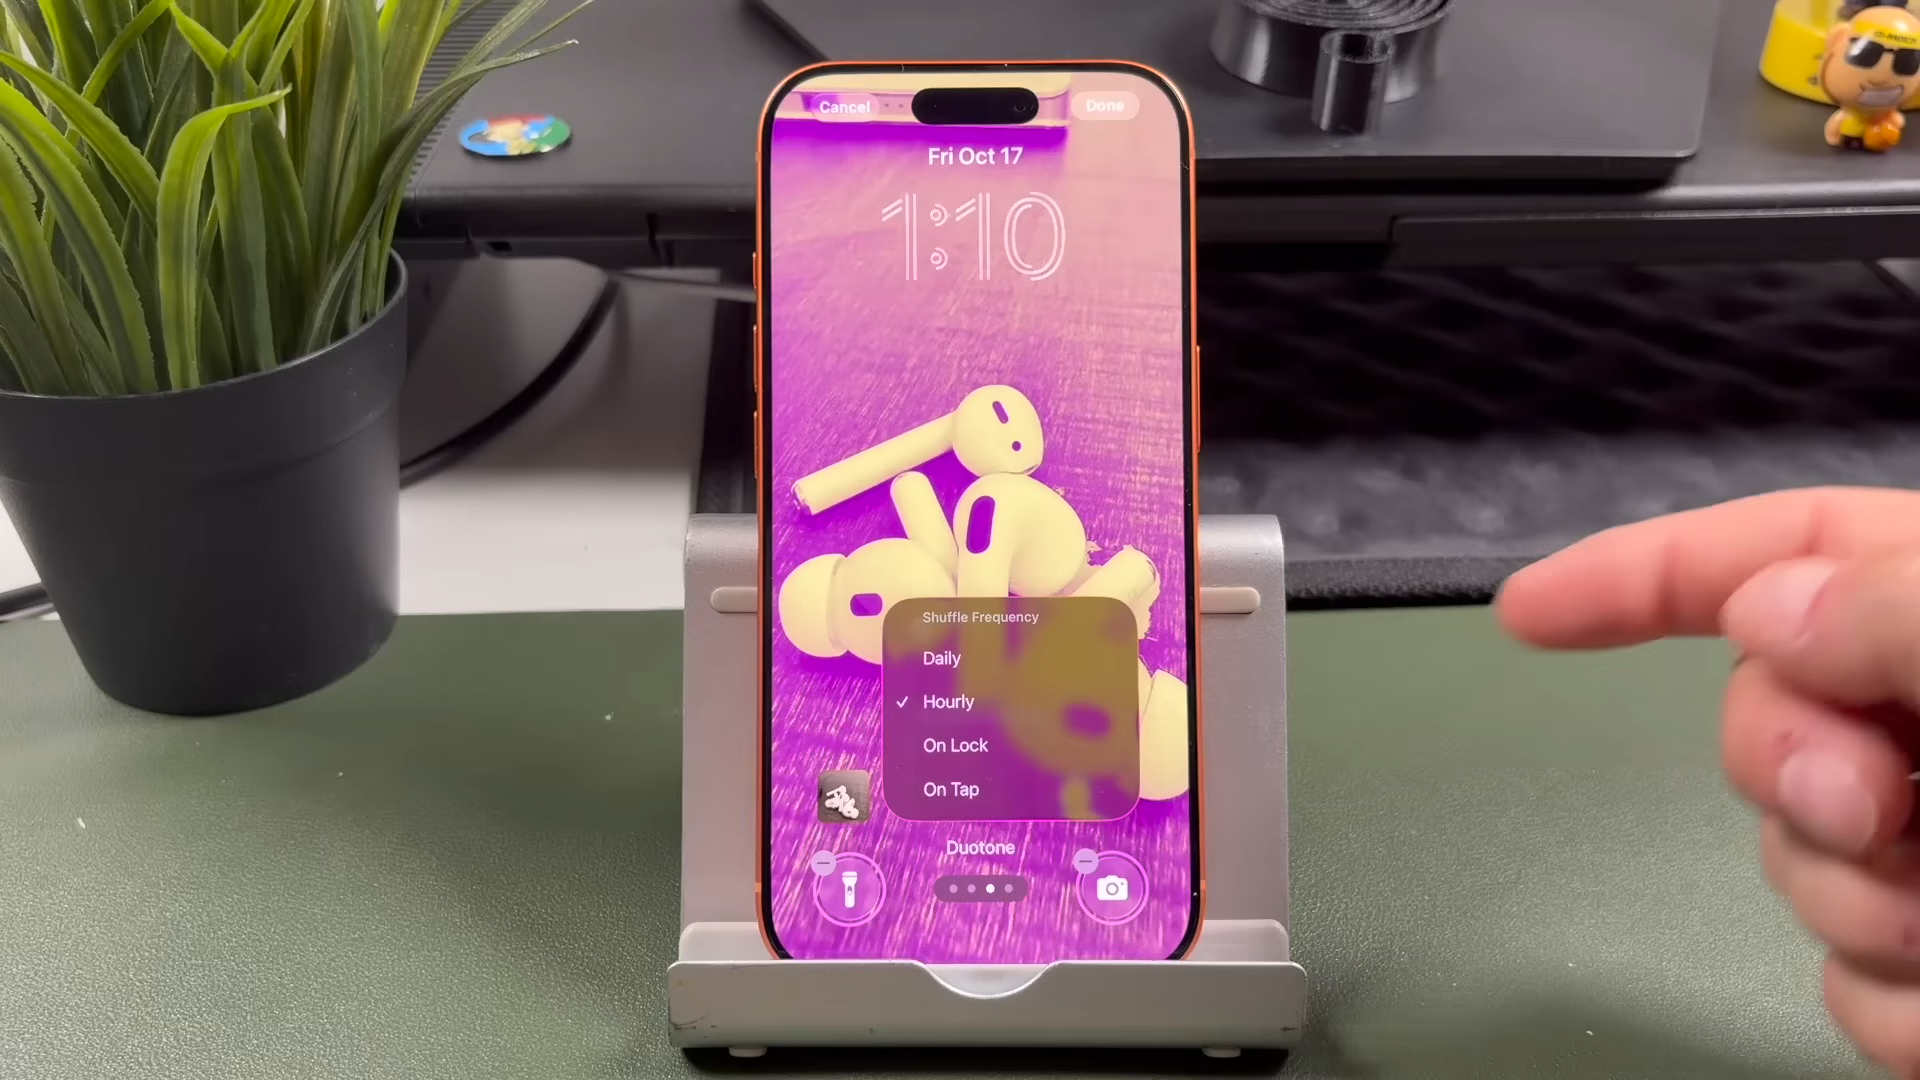 Cancel
Done
Fri Oct 17
1:10
Shuffle Frequency
Daily
✓ Hourly
On Lock
On Tap
Duotone